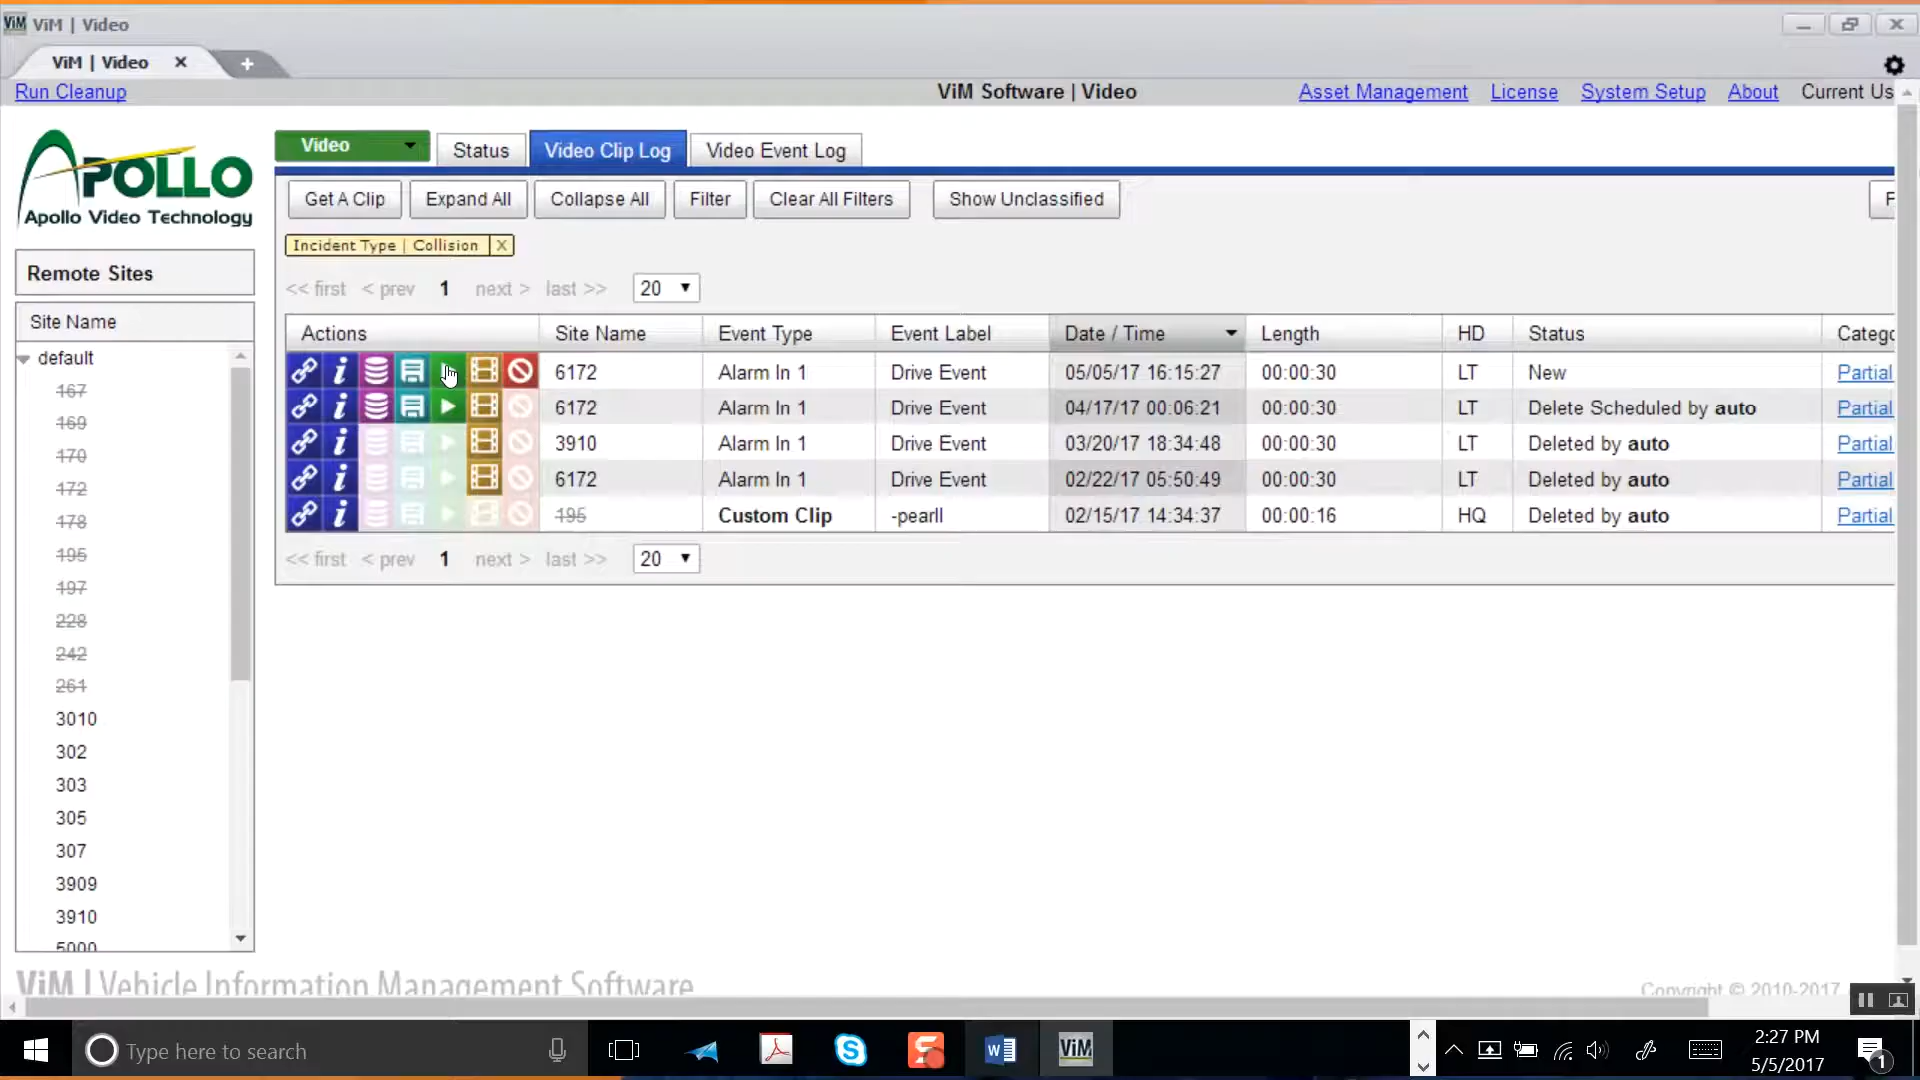 ViM | Video
ViM | Video
Run Cleanup
ViM Software | Video
Asset Management License System Setup About Current Us
APOLLO
Apollo Video Technology
Video Status Video Clip Log Video Event Log
Get A Clip Expand All Collapse All Filter Clear All Filters Show Unclassified
Incident Type | Collision X
<< first < prev 1 next > last >> 20
Actions Site Name Event Type Event Label Date / Time Length HD Status Catego
6172 Alarm In 1 Drive Event 05/05/17 16:15:27 00:00:30 LT New Partial
6172 Alarm In 1 Drive Event 04/17/17 00:06:21 00:00:30 LT Delete Scheduled by auto Partial
3910 Alarm In 1 Drive Event 03/20/17 18:34:48 00:00:30 LT Deleted by auto Partial
6172 Alarm In 1 Drive Event 02/22/17 05:50:49 00:00:30 LT Deleted by auto Partial
195 Custom Clip -pearll 02/15/17 14:34:37 00:00:16 HQ Deleted by auto Partial
<< first < prev 1 next > last >> 20
Remote Sites
Site Name
default
167
169
170
172
178
195
197
228
242
261
3010
302
303
305
307
3909
3910
5000
ViM | Vehicle Information Management Software
Copyright © 2010-2017
Type here to search
ViM
2:27 PM
5/5/2017
1